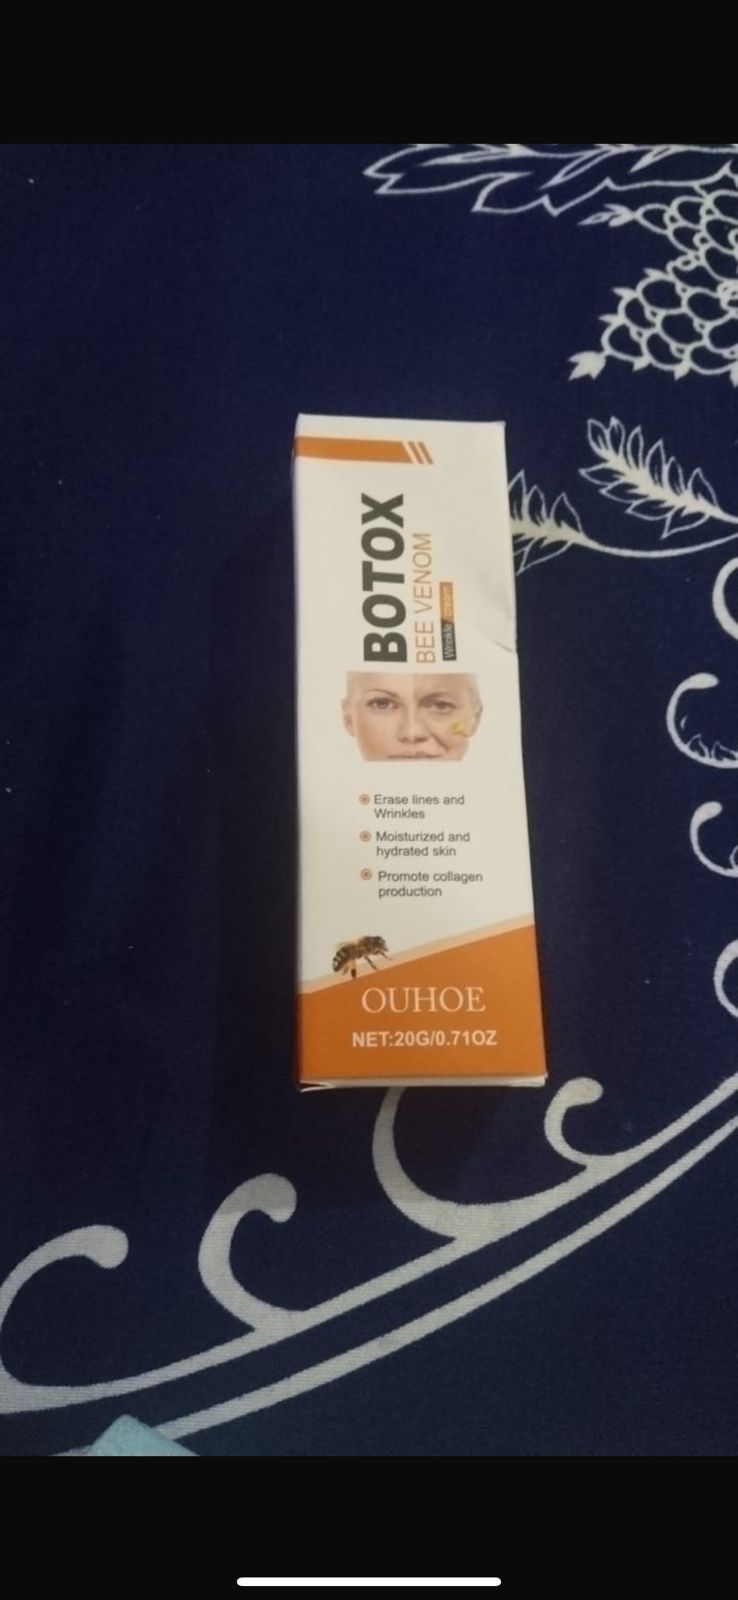 BOTOX
BEE VENOM
Wrinkle cream
Erase lines and
Wrinkles
Moisturized and
hydrated skin
Promote collagen
production
OUHOE
NET:20G/0.71OZ